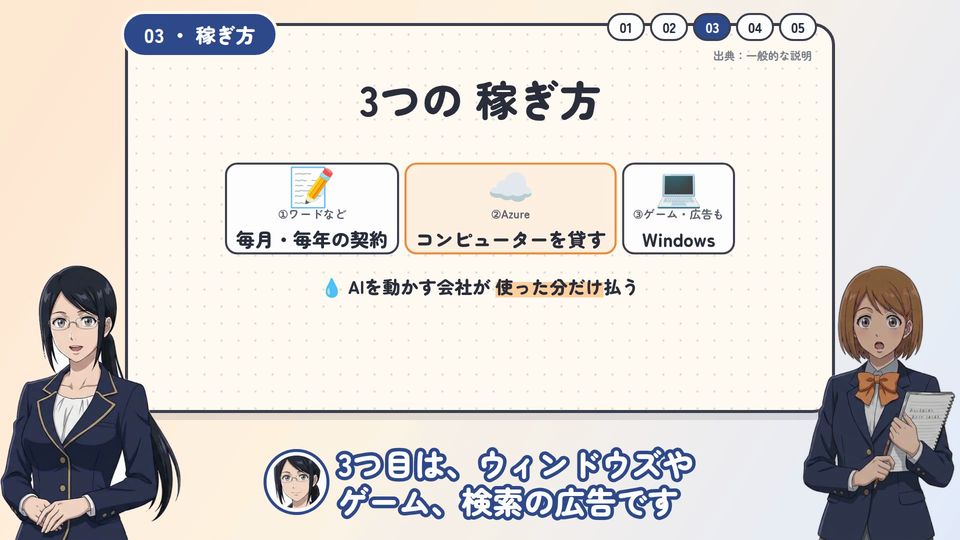 03 ・ 稼ぎ方
01 02 03 04 05
出典：一般的な説明
3つの 稼ぎ方
①ワードなど
毎月・毎年の契約
②Azure
コンピューターを貸す
③ゲーム・広告も
Windows
AIを動かす会社が 使った分だけ払う
3つ目は、ウィンドウズや
ゲーム、検索の広告です